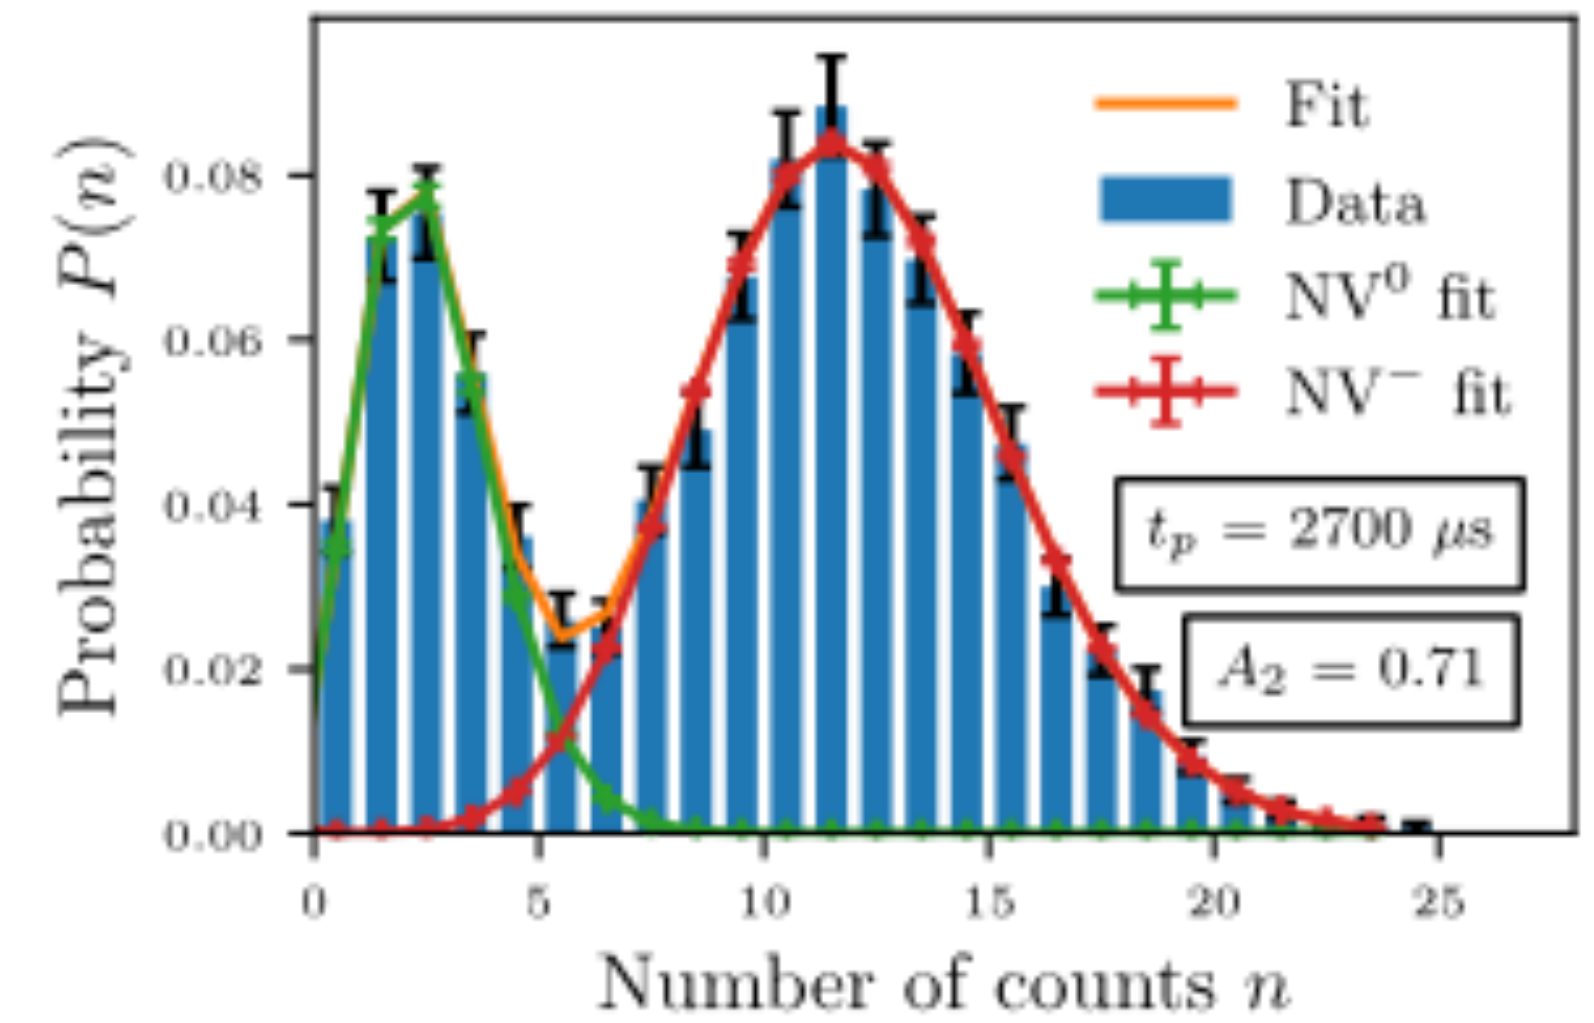 Probability P(n)
0.08
0.06
0.04
0.02
0.00
0 5 10 15 20 25
Number of counts n
Fit
Data
NV⁰ fit
NV⁻ fit
tₚ = 2700 μs
A₂ = 0.71